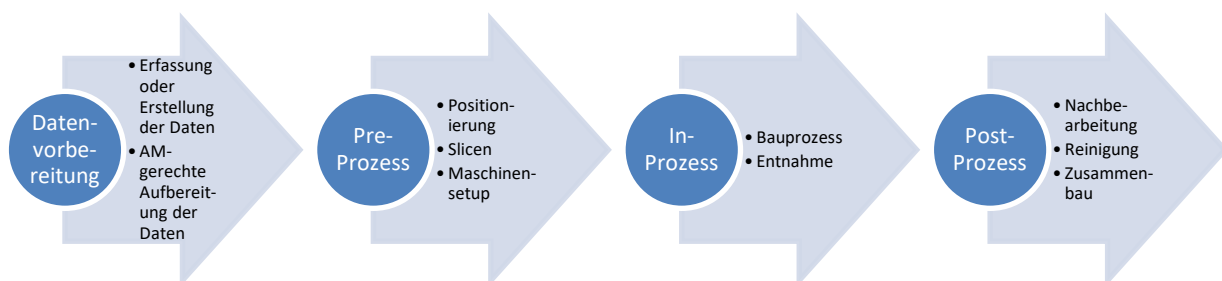 Daten-
vorbe-
reitung
• Erfassung
oder
Erstellung
der Daten
• AM-
gerechte
Aufbereit-
ung der
Daten
Pre-
Prozess
• Position-
ierung
• Slicen
• Maschinen-
setup
In-
Prozess
• Bauprozess
• Entnahme
Post-
Prozess
• Nachbe-
arbeitung
• Reinigung
• Zusammen-
bau